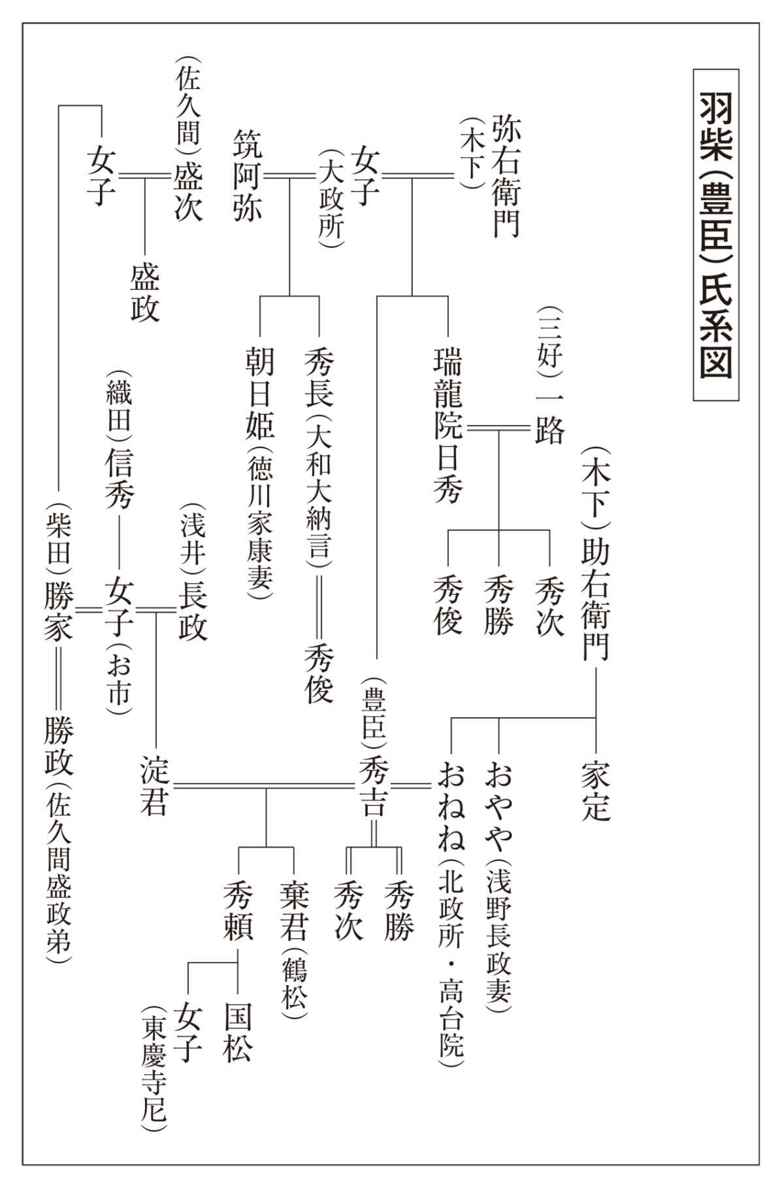 羽柴(豊臣)氏系図
弥右衛門
(木下)
女子
(大政所)
筑阿弥
(佐久間)盛次
女子
盛政
(三好)一路
瑞龍院日秀
秀長(大和大納言)
秀俊
朝日姫(徳川家康妻)
秀次
秀勝
秀俊
(木下)助右衛門
家定
おやや(浅野長政妻)
おねね(北政所・高台院)
(豊臣)秀吉
(浅井)長政
(織田)信秀
女子(お市)
(柴田)勝家
勝政(佐久間盛政弟)
淀君
秀勝
秀次
棄君(鶴松)
秀頼
国松
女子
(東慶寺尼)